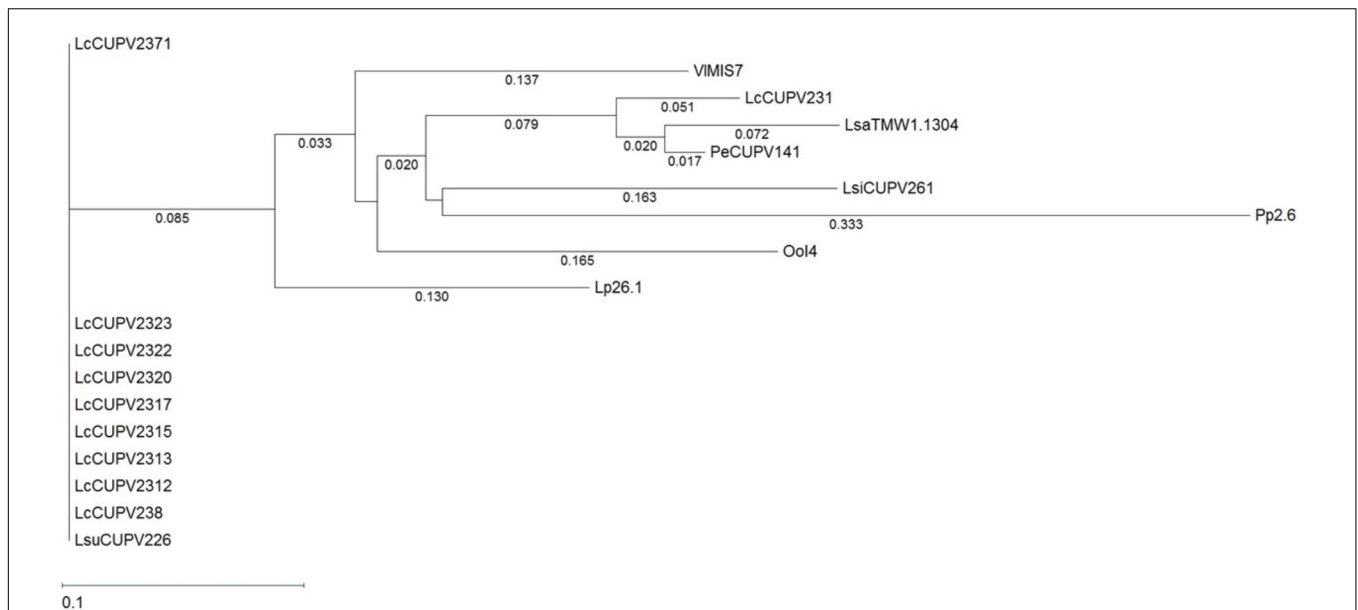 LcCUPV2371
VlMIS7
0.137
LcCUPV231
0.051
0.079
LsaTMW1.1304
0.072
0.033
0.020
PeCUPV141
0.020
0.017
LsiCUPV261
0.163
0.085
Pp2.6
0.333
OoI4
0.165
Lp26.1
0.130
LcCUPV2323
LcCUPV2322
LcCUPV2320
LcCUPV2317
LcCUPV2315
LcCUPV2313
LcCUPV2312
LcCUPV238
LsuCUPV226
0.1